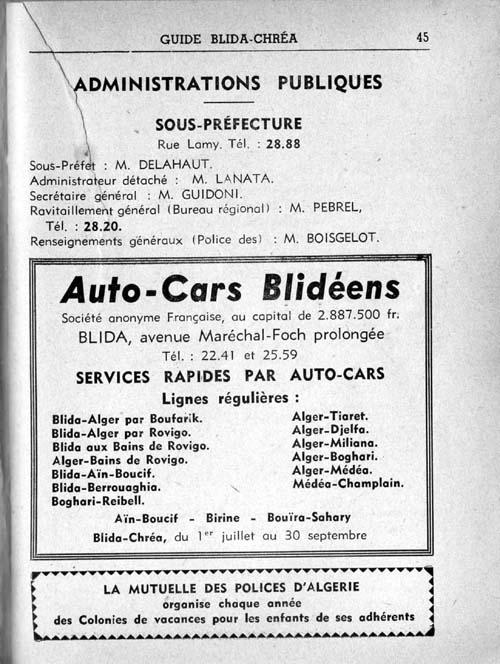 GUIDE BLIDA-CHRÉA 45
ADMINISTRATIONS PUBLIQUES
SOUS-PRÉFECTURE
Rue Lamy. Tél. : 28.88
Sous-Préfet : M. DELAHAUT.
Administrateur détaché : M. LANATA.
Secrétaire général : M. GUIDONI.
Ravitaillement général (Bureau régional) : M. PEBREL,
Tél. : 28.20.
Renseignements généraux (Police des) : M. BOISGELOT.
Auto-Cars Blidéens
Société anonyme Française, au capital de 2.887.500 fr.
BLIDA, avenue Maréchal-Foch prolongée
Tél. : 22.41 et 25.59
SERVICES RAPIDES PAR AUTO-CARS
Lignes régulières :
Blida-Alger par Boufarik.
Blida-Alger par Rovigo.
Blida aux Bains de Rovigo.
Alger-Bains de Rovigo.
Blida-Aïn-Boucif.
Blida-Berrouaghia.
Boghari-Reibell.
Alger-Tiaret.
Alger-Djelfa.
Alger-Miliana.
Alger-Boghari.
Alger-Médéa.
Médéa-Champlain.
Aïn-Boucif - Birine - Bouïra-Sahary
Blida-Chréa, du 1er juillet au 30 septembre
LA MUTUELLE DES POLICES D'ALGERIE
organise chaque année
des Colonies de vacances pour les enfants de ses adhérents